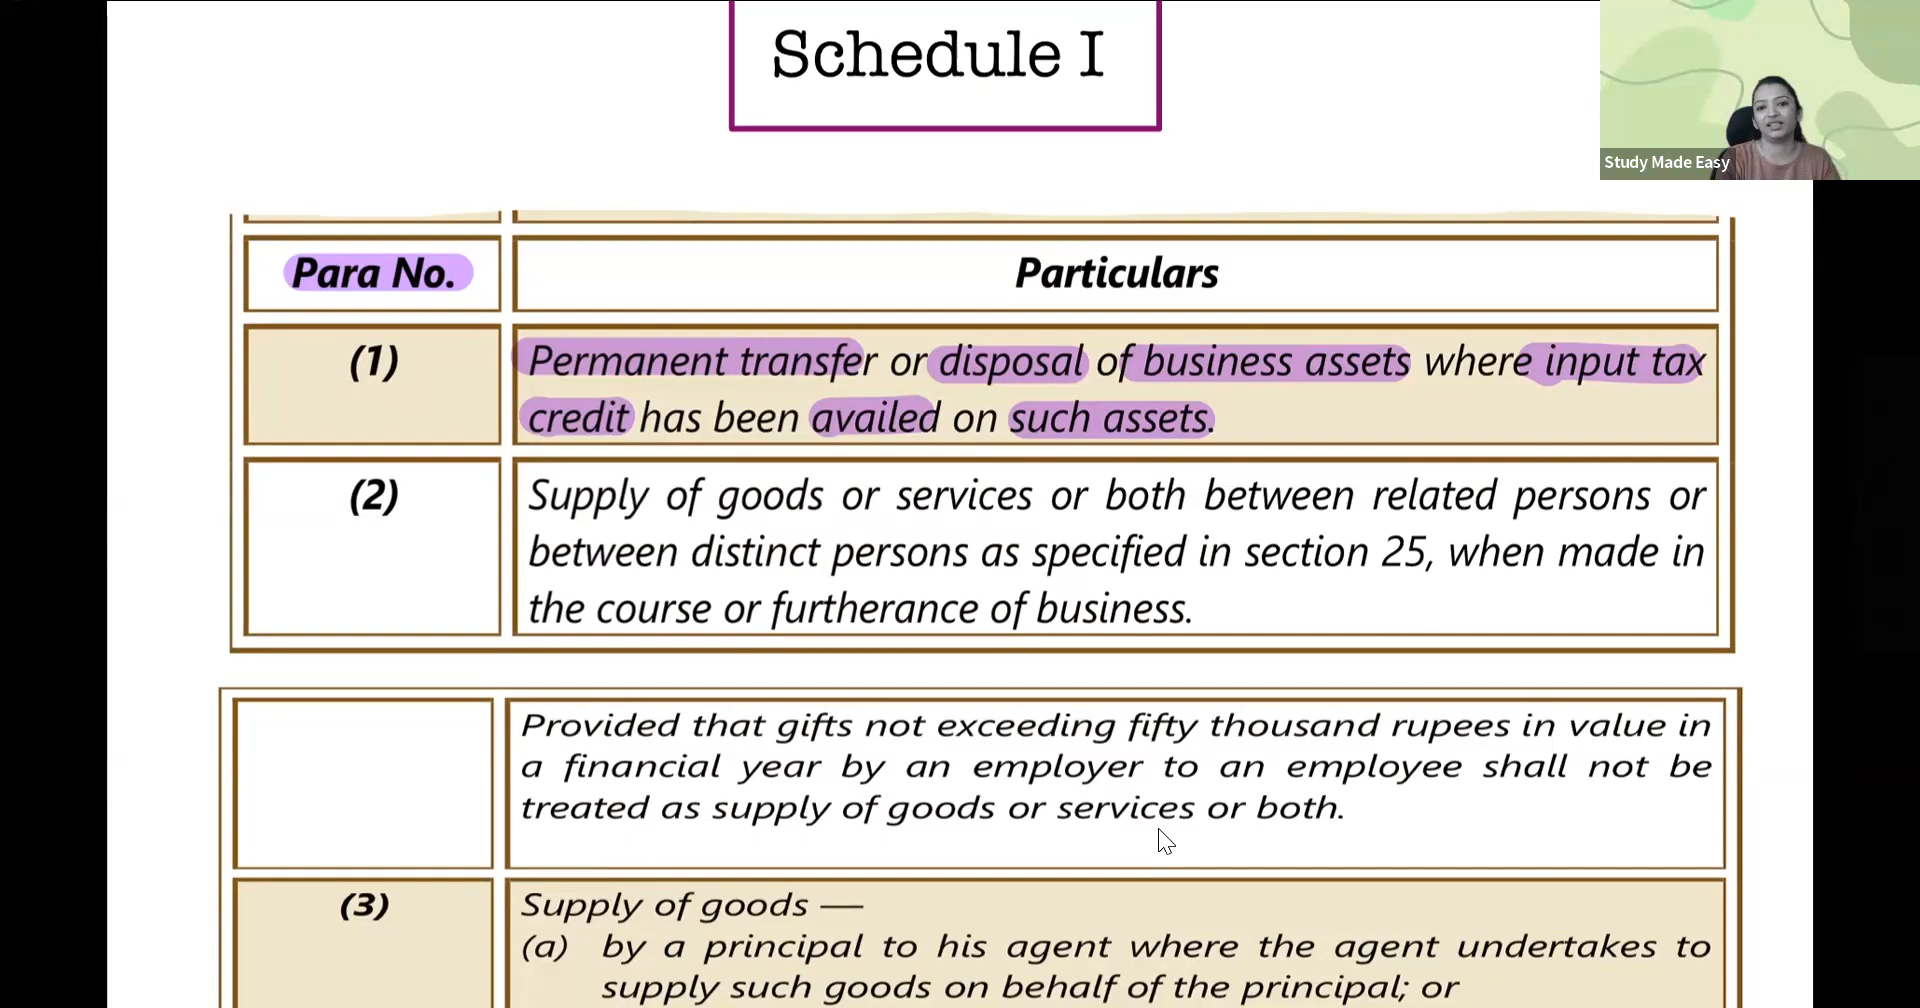 Schedule I
Study Made Easy
Para No.
Particulars
(1)
Permanent transfer or disposal of business assets where input tax
credit has been availed on such assets.
(2)
Supply of goods or services or both between related persons or
between distinct persons as specified in section 25, when made in
the course or furtherance of business.
Provided that gifts not exceeding fifty thousand rupees in value in
a financial year by an employer to an employee shall not be
treated as supply of goods or services or both.
(3)
Supply of goods —
(a) by a principal to his agent where the agent undertakes to
supply such goods on behalf of the principal; or